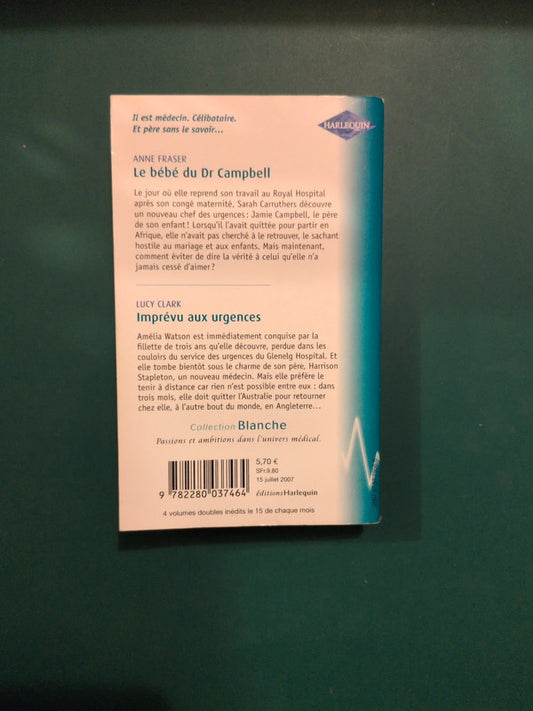 Il est médecin. Célibataire.
Et père sans le savoir...
HARLEQUIN
ANNE FRASER
Le bébé du Dr Campbell
Le jour où elle reprend son travail au Royal Hospital
après son congé maternité, Sarah Carruthers découvre
un nouveau chef des urgences : Jamie Campbell, le père
de son enfant ! Lorsqu'il l'avait quittée pour partir en
Afrique, elle n'avait pas cherché à le retrouver, le sachant
hostile au mariage et aux enfants. Mais maintenant,
comment éviter de dire la vérité à celui qu'elle n'a
jamais cessé d'aimer ?
LUCY CLARK
Imprévu aux urgences
Amélia Watson est immédiatement conquise par la
fillette de trois ans qu'elle découvre, perdue dans les
couloirs du service des urgences du Glenelg Hospital. Et
elle tombe bientôt sous le charme de son père, Harrison
Stapleton, un nouveau médecin. Mais elle préfère le
tenir à distance car rien n'est possible entre eux : dans
trois mois, elle doit quitter l'Australie pour retourner
chez elle, à l'autre bout du monde, en Angleterre...
Collection Blanche
Passions et ambitions dans l'univers médical.
5,70 €
SFr.9.80
15 juillet 2007
9 782280 037464
éditionsHarlequin
4 volumes doubles inédits le 15 de chaque mois